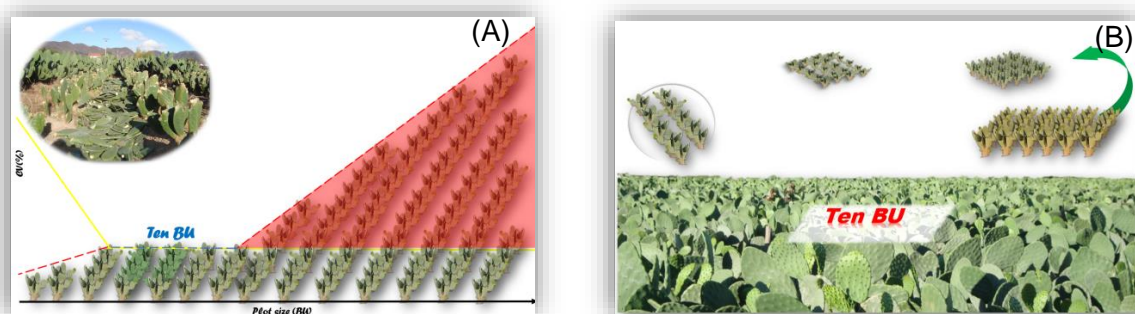 (A)
CV(%)
Ten BU
Plot size (BU)
(B)
Ten BU